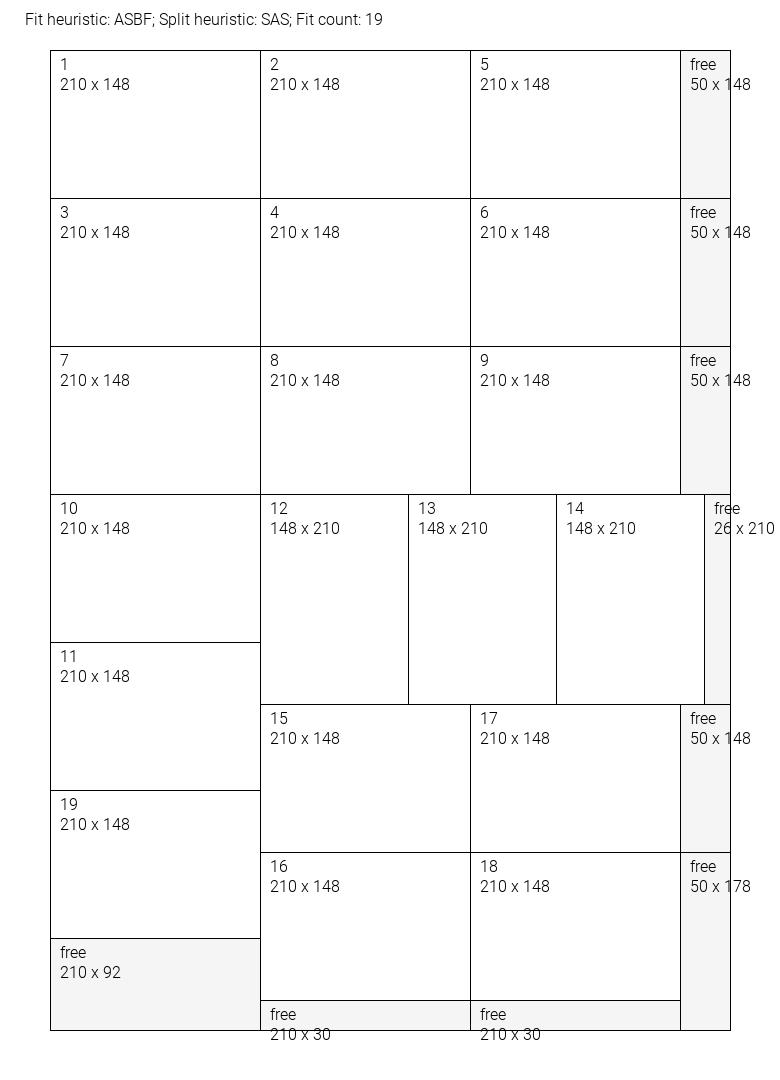 Fit heuristic: ASBF; Split heuristic: SAS; Fit count: 19
1
210 x 148
2
210 x 148
5
210 x 148
free
50 x 148
3
210 x 148
4
210 x 148
6
210 x 148
free
50 x 148
7
210 x 148
8
210 x 148
9
210 x 148
free
50 x 148
10
210 x 148
12
148 x 210
13
148 x 210
14
148 x 210
free
26 x 210
11
210 x 148
15
210 x 148
17
210 x 148
free
50 x 148
19
210 x 148
16
210 x 148
18
210 x 148
free
50 x 178
free
210 x 92
free
210 x 30
free
210 x 30